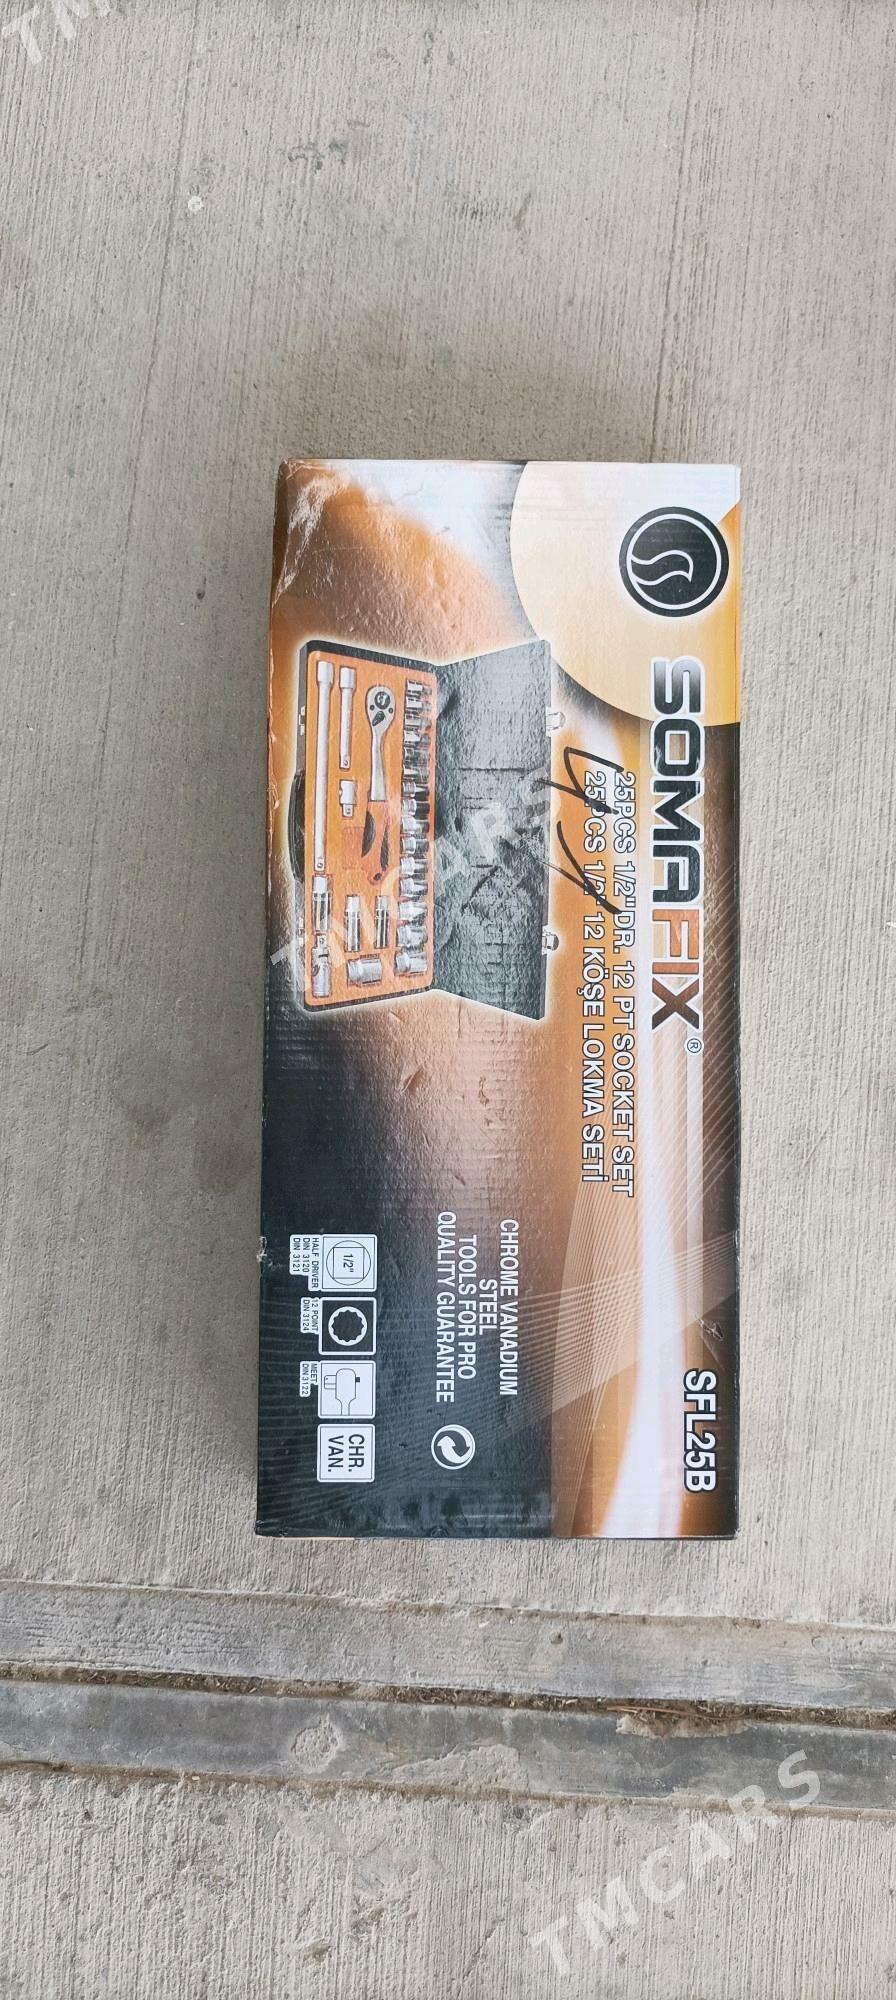 SOMAFIX®
SFL25B
25PCS 1/2"DR. 12 PT SOCKET SET
25PCS 1/2" 12 KÖŞE LOKMA SETİ
CHROME VANADIUM
STEEL
TOOLS FOR PRO
QUALITY GUARANTEE
1/2"
HALF DRIVER
DIN 3120
DIN 3121
12 POINT
DIN 3124
MEET
DIN 3122
CHR.
VAN.
TMCARS
TMCARS